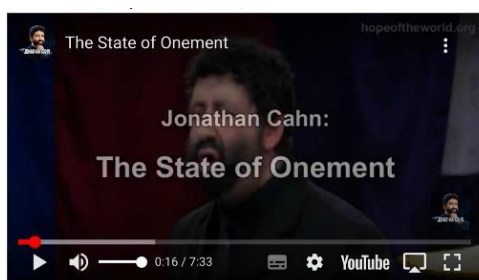 hopeoftheworld.org
The State of Onement
Jonathan Cahn:
The State of Onement
0:16 / 7:33
YouTube